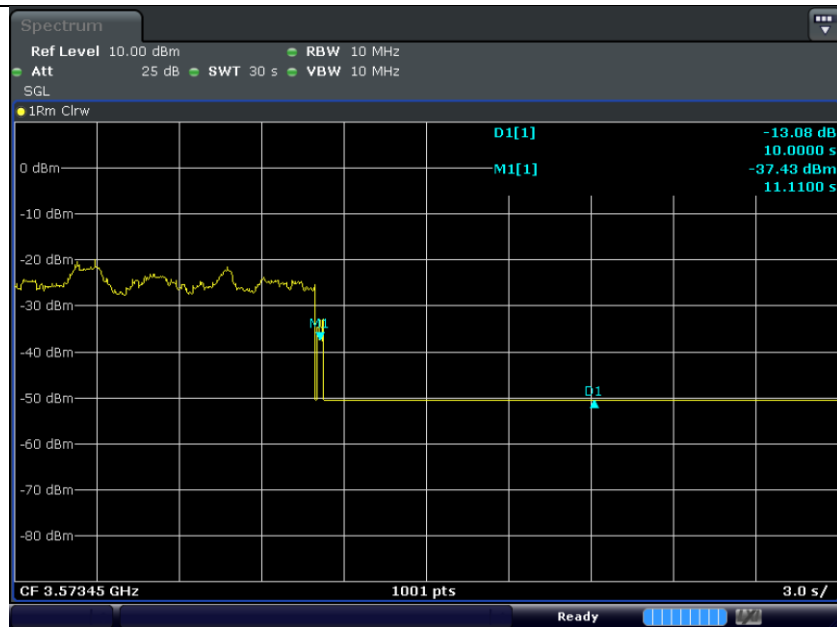 Spectrum
Ref Level 10.00 dBm RBW 10 MHz
Att 25 dB SWT 30 s VBW 10 MHz
SGL
1Rm Clrw
D1[1] -13.08 dB
10.0000 s
0 dBm M1[1] -37.43 dBm
11.1100 s
-10 dBm
-20 dBm
-30 dBm
M1
-40 dBm
D1
-50 dBm
-60 dBm
-70 dBm
-80 dBm
CF 3.57345 GHz 1001 pts 3.0 s/
Ready